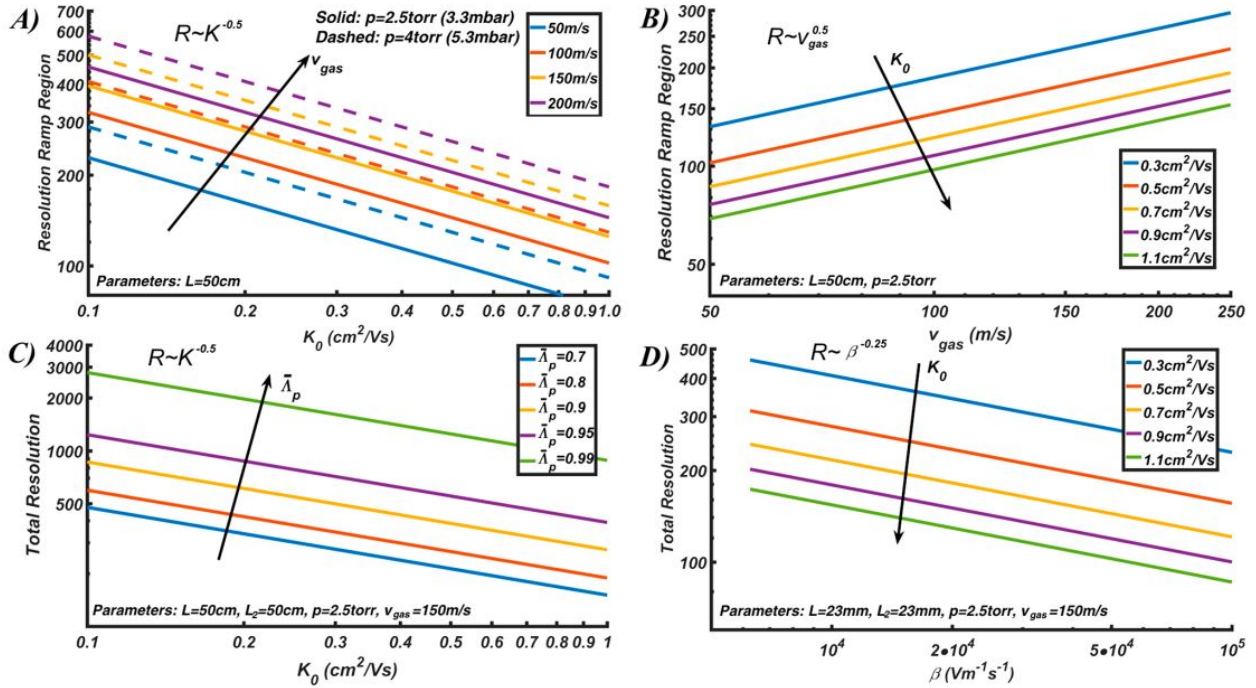 A)
R~K^-0.5
Solid: p=2.5torr (3.3mbar)
Dashed: p=4torr (5.3mbar)
v_gas
50m/s
100m/s
150m/s
200m/s
Resolution Ramp Region
700
600
500
400
300
200
100
Parameters: L=50cm
0.1
0.2
0.3
0.4
0.5
0.6
0.7
0.8
0.9
1.0
K_0 (cm^2/Vs)
B)
R~v_gas^0.5
K_0
0.3cm^2/Vs
0.5cm^2/Vs
0.7cm^2/Vs
0.9cm^2/Vs
1.1cm^2/Vs
Resolution Ramp Region
300
250
200
150
100
50
Parameters: L=50cm, p=2.5torr
50
100
150
200
250
v_gas (m/s)
C)
R~K^-0.5
Λ̄_p
Λ̄_p=0.7
Λ̄_p=0.8
Λ̄_p=0.9
Λ̄_p=0.95
Λ̄_p=0.99
Total Resolution
4000
3000
2000
1000
500
Parameters: L=50cm, L_2=50cm, p=2.5torr, v_gas=150m/s
0.1
0.2
0.3
0.4
0.5
0.6
0.7
0.8
0.9
1
K_0 (cm^2/Vs)
D)
R~ β^-0.25
K_0
0.3cm^2/Vs
0.5cm^2/Vs
0.7cm^2/Vs
0.9cm^2/Vs
1.1cm^2/Vs
Total Resolution
500
400
300
200
100
Parameters: L=23mm, L_2=23mm, p=2.5torr, v_gas=150m/s
10^4
2•10^4
5•10^4
10^5
β (Vm^-1s^-1)